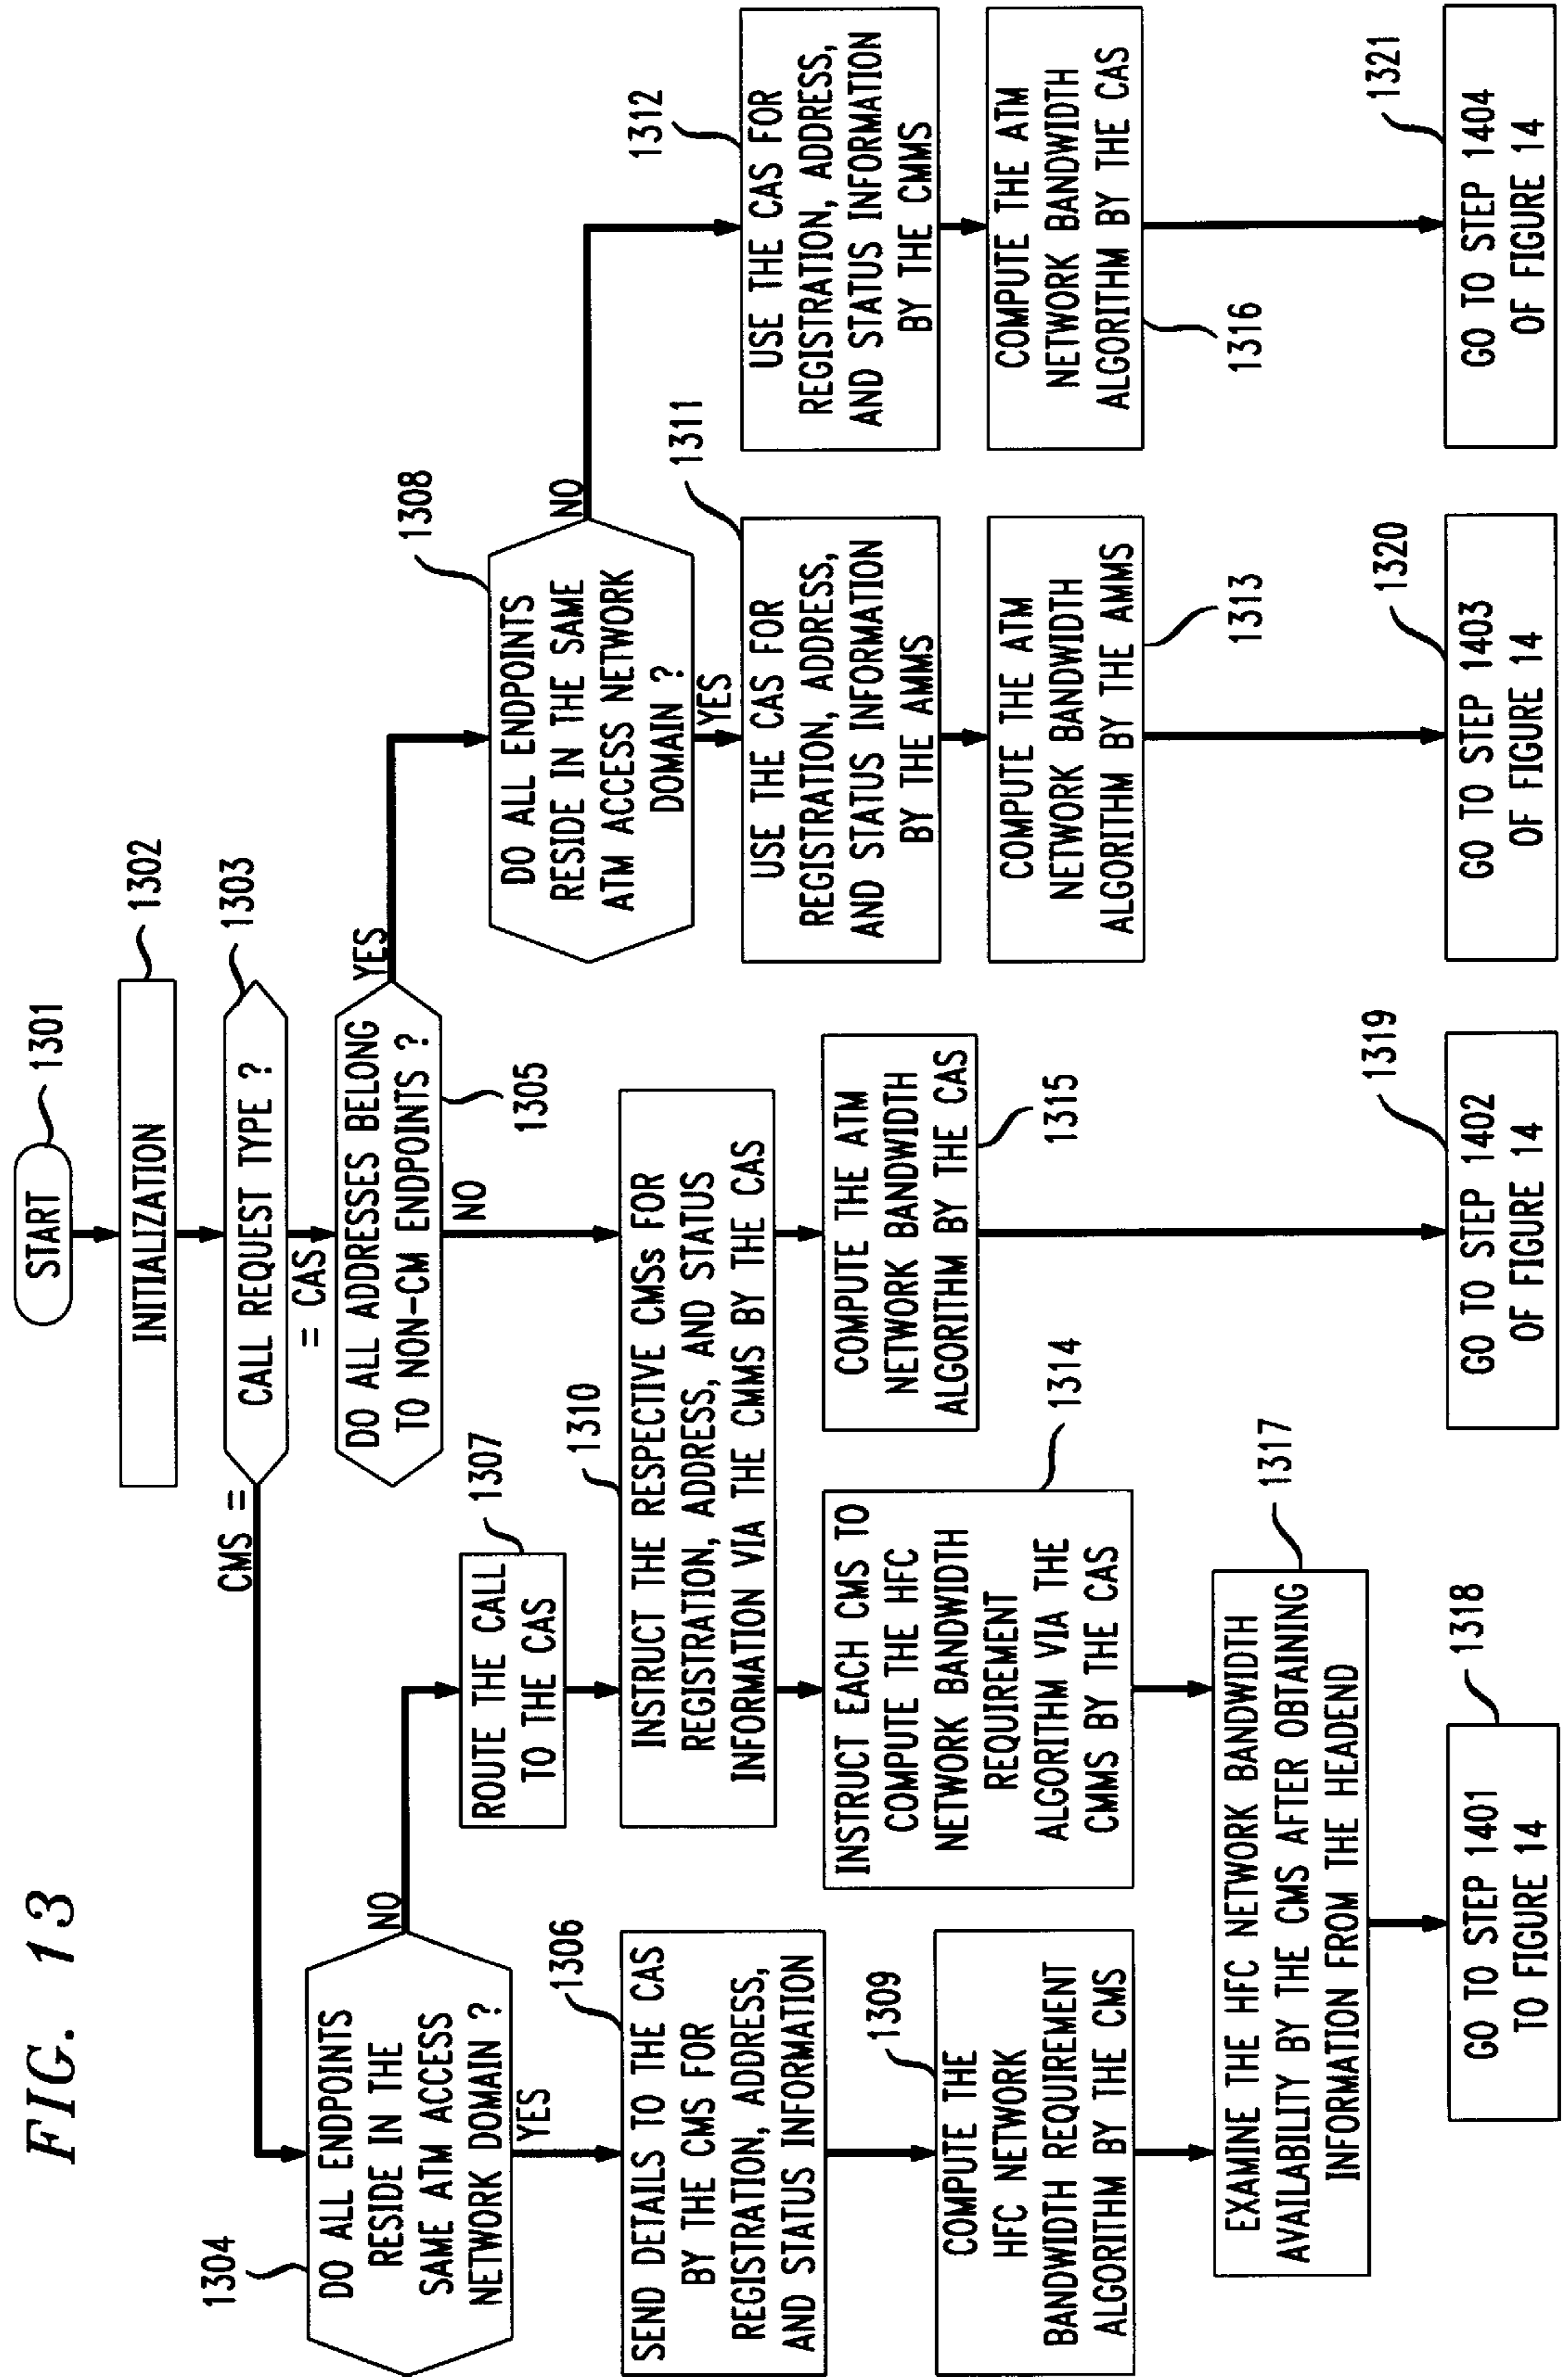 FIG. 13
START
1301
INITIALIZATION
1302
CALL REQUEST TYPE ?
1303
CMS =
= CAS
DO ALL ENDPOINTS
RESIDE IN THE
SAME ATM ACCESS
NETWORK DOMAIN ?
1304
NO
YES
DO ALL ADDRESSES BELONG
TO NON-CM ENDPOINTS ?
1305
YES
NO
SEND DETAILS TO THE CAS
BY THE CMS FOR
REGISTRATION, ADDRESS,
AND STATUS INFORMATION
1306
ROUTE THE CALL
TO THE CAS
1307
DO ALL ENDPOINTS
RESIDE IN THE SAME
ATM ACCESS NETWORK
DOMAIN ?
1308
NO
YES
COMPUTE THE
HFC NETWORK
BANDWIDTH REQUIREMENT
ALGORITHM BY THE CMS
1309
INSTRUCT THE RESPECTIVE CMSs FOR
REGISTRATION, ADDRESS, AND STATUS
INFORMATION VIA THE CMMS BY THE CAS
1310
USE THE CAS FOR
REGISTRATION, ADDRESS,
AND STATUS INFORMATION
BY THE AMMS
1311
USE THE CAS FOR
REGISTRATION, ADDRESS,
AND STATUS INFORMATION
BY THE CMMS
1312
INSTRUCT EACH CMS TO
COMPUTE THE HFC
NETWORK BANDWIDTH
REQUIREMENT
ALGORITHM VIA THE
CMMS BY THE CAS
1314
COMPUTE THE ATM
NETWORK BANDWIDTH
ALGORITHM BY THE CAS
1315
COMPUTE THE ATM
NETWORK BANDWIDTH
ALGORITHM BY THE AMMS
1313
COMPUTE THE ATM
NETWORK BANDWIDTH
ALGORITHM BY THE CAS
1316
EXAMINE THE HFC NETWORK BANDWIDTH
AVAILABILITY BY THE CMS AFTER OBTAINING
INFORMATION FROM THE HEADEND
1317
GO TO STEP 1401
TO FIGURE 14
1318
GO TO STEP 1402
OF FIGURE 14
1319
GO TO STEP 1403
OF FIGURE 14
1320
GO TO STEP 1404
OF FIGURE 14
1321